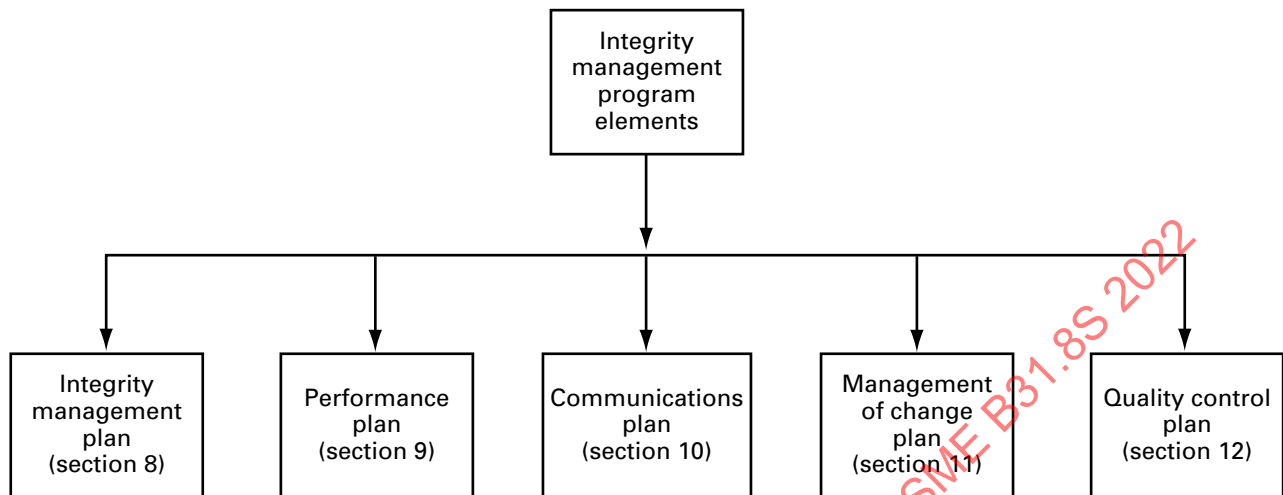 Integrity
management
program
elements
Integrity
management
plan
(section 8)
Performance
plan
(section 9)
Communications
plan
(section 10)
Management
of change
plan
(section 11)
Quality control
plan
(section 12)
SME B31.8S 2022